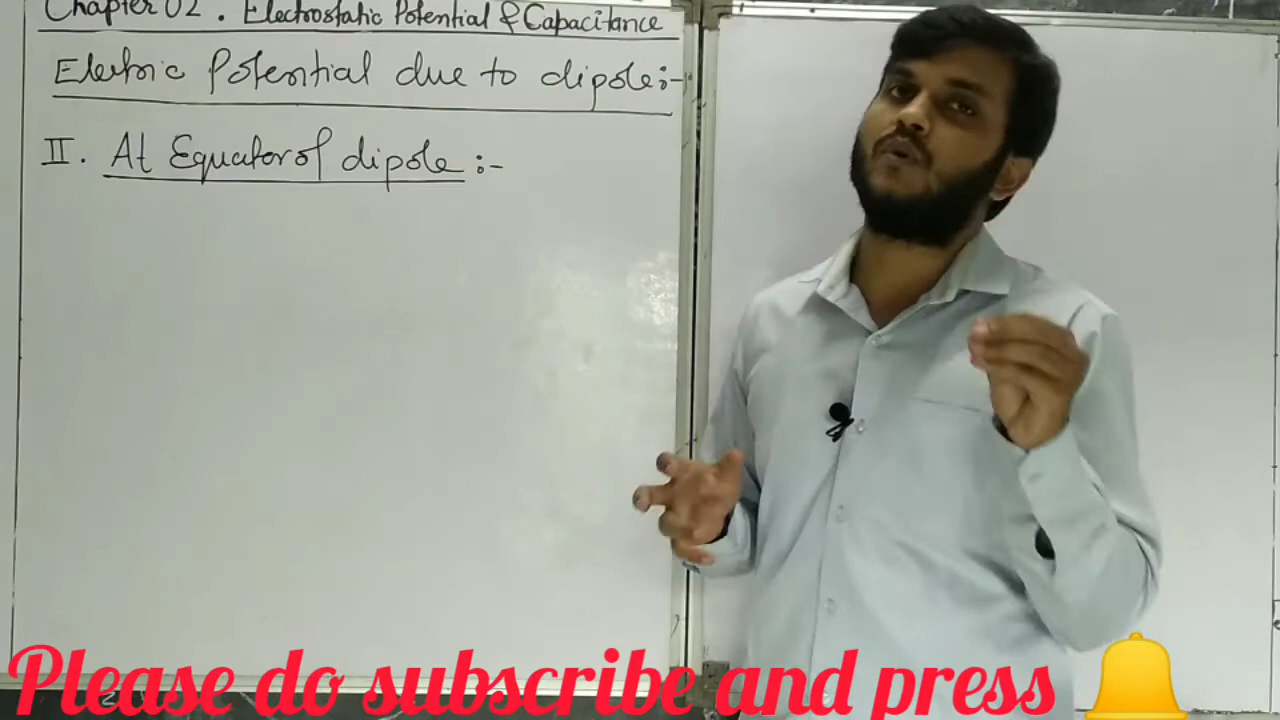 Chapter 02. Electrostatic Potential & Capacitance
Electric Potential due to dipole:-
II. At Equator of dipole:-
Please do subscribe and press